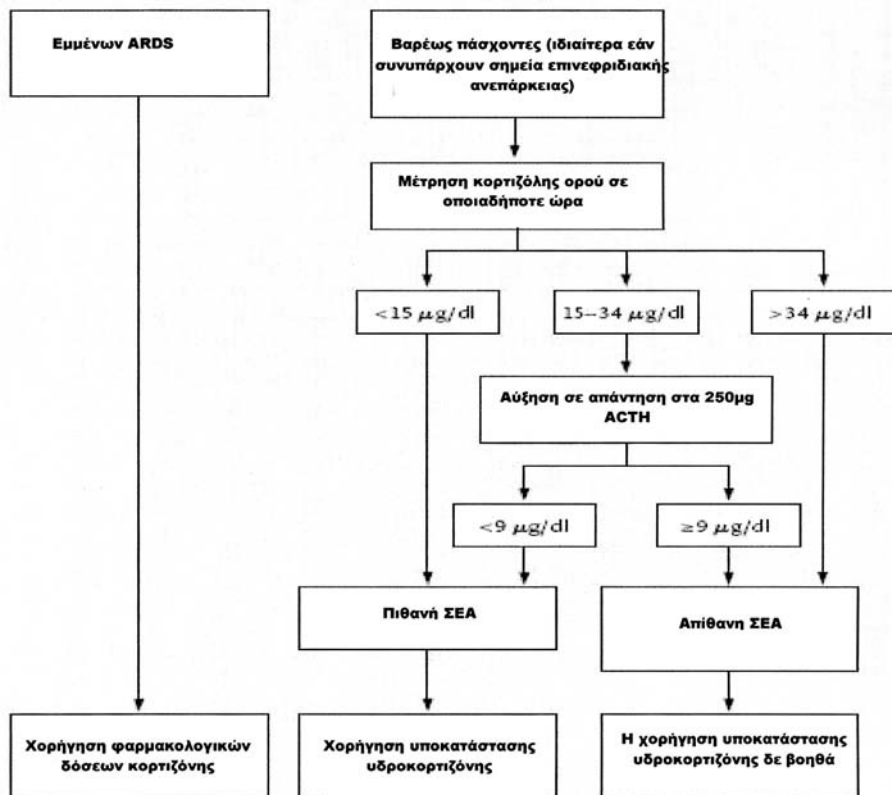 Εμμένων ARDS
Βαρέως πάσχοντες (ιδιαίτερα εάν
συνυπάρχουν σημεία επινεφριδιακής
ανεπάρκειας)
Μέτρηση κορτιζόλης ορού σε
οποιαδήποτε ώρα
<15 μg/dl
15–34 μg/dl
>34 μg/dl
Αύξηση σε απάντηση στα 250μg
ACTH
<9 μg/dl
≥9 μg/dl
Πιθανή ΣΕΑ
Απίθανη ΣΕΑ
Χορήγηση φαρμακολογικών
δόσεων κορτιζόνης
Χορήγηση υποκατάστασης
υδροκορτιζόνης
Η χορήγηση υποκατάστασης
υδροκορτιζόνης δε βοηθά